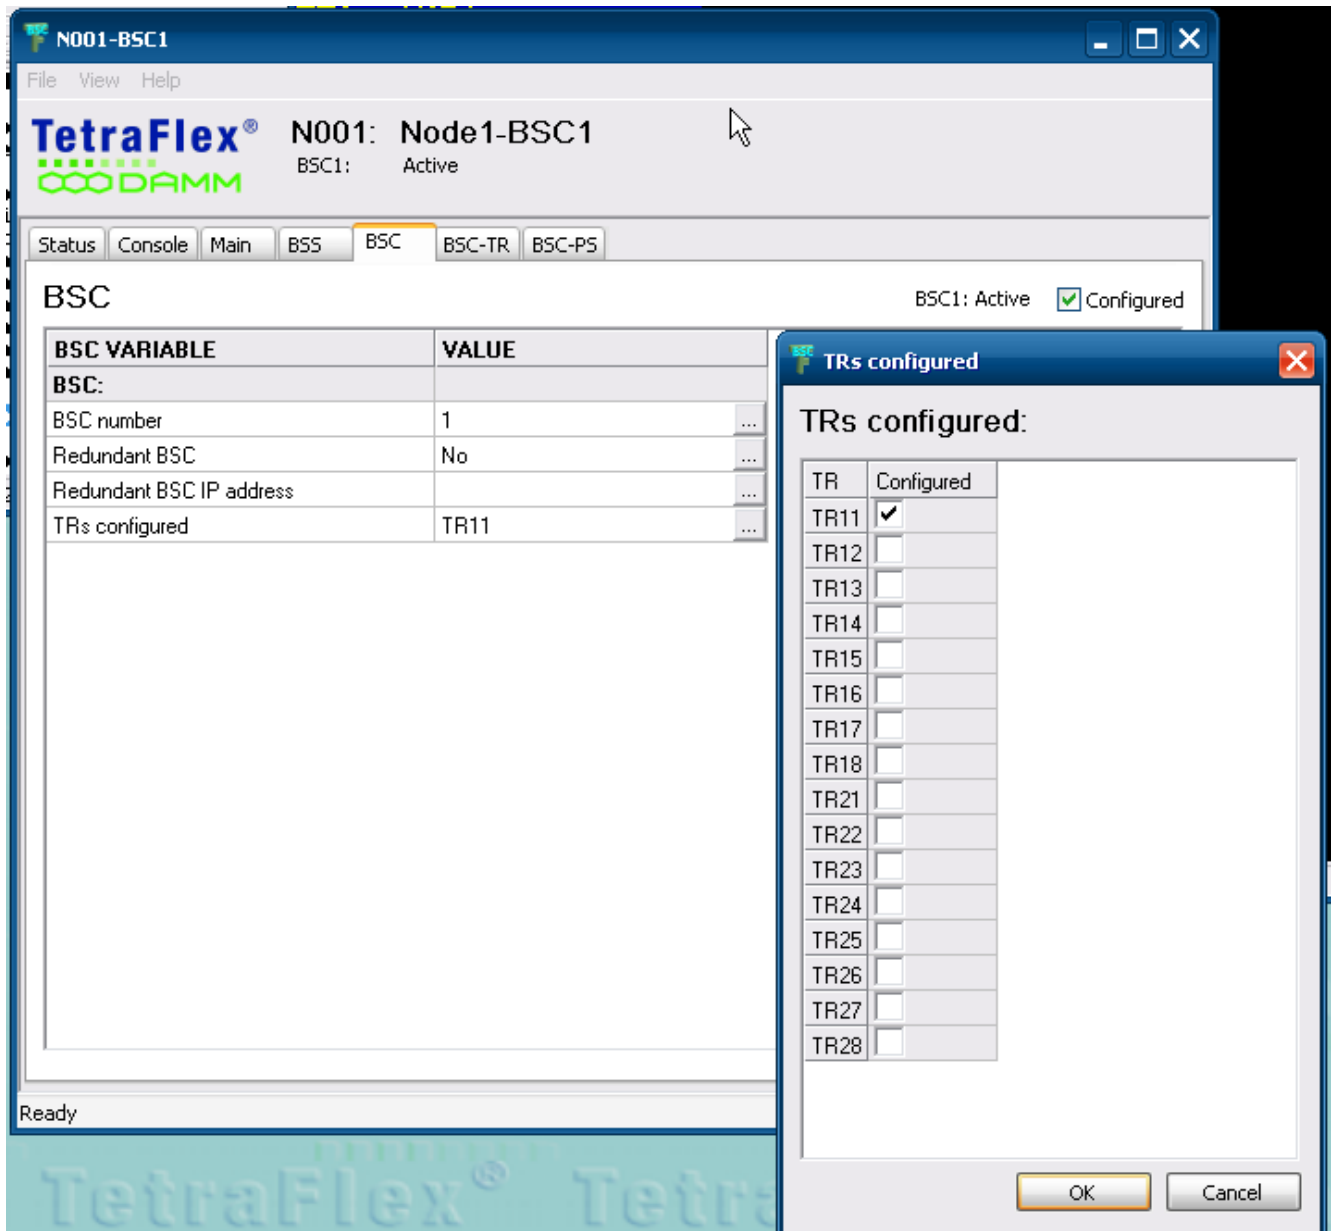 N001-BSC1
File View Help
TetraFlex® N001: Node1-BSC1
BSC1: Active
DAMM
Status Console Main BSS BSC BSC-TR BSC-PS
BSC BSC1: Active Configured
BSC VARIABLE VALUE
BSC:
BSC number 1 ...
Redundant BSC No ...
Redundant BSC IP address ...
TRs configured TR11 ...
Ready
BSC TRs configured
TRs configured:
TR Configured
TR11
TR12
TR13
TR14
TR15
TR16
TR17
TR18
TR21
TR22
TR23
TR24
TR25
TR26
TR27
TR28
OK Cancel
TetraFlex® Tetra